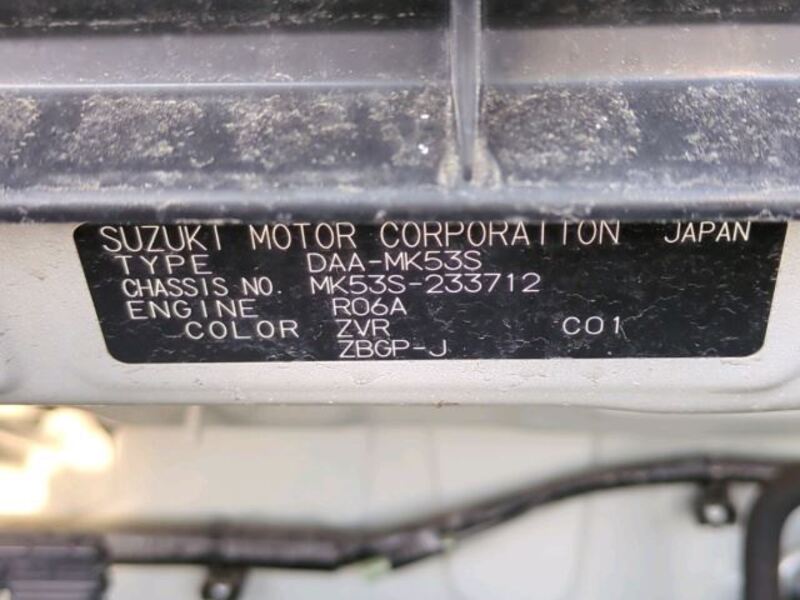 SUZUKI MOTOR CORPORATION JAPAN
TYPE DAA-MK53S
CHASSIS NO. MK53S-233712
ENGINE R06A
COLOR ZVR C01
ZBGP-J